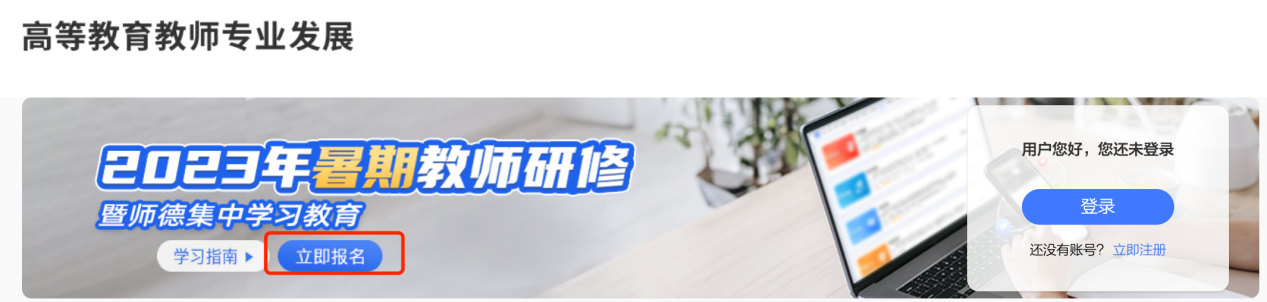 高等教育教师专业发展
2023年暑期教师研修
暨师德集中学习教育
学习指南
立即报名
用户您好，您还未登录
登录
还没有账号？ 立即注册